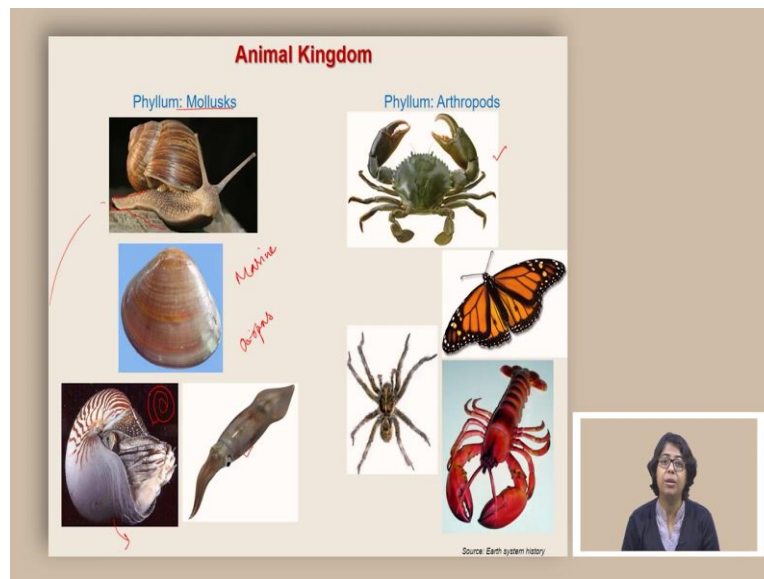 Animal Kingdom
Phyllum: Mollusks
Phyllum: Arthropods
Marine
Source: Earth system history